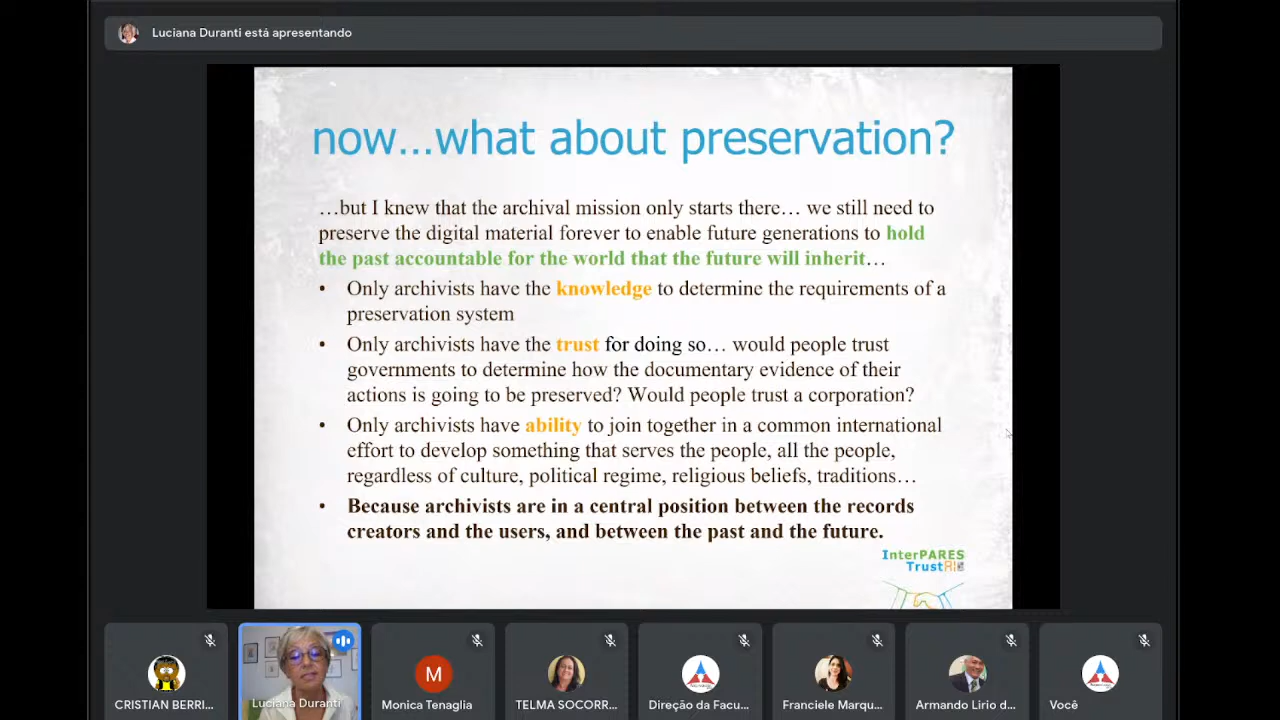 Luciana Duranti está apresentando
now...what about preservation?
…but I knew that the archival mission only starts there… we still need to
preserve the digital material forever to enable future generations to hold
the past accountable for the world that the future will inherit…
• Only archivists have the knowledge to determine the requirements of a
preservation system
• Only archivists have the trust for doing so… would people trust
governments to determine how the documentary evidence of their
actions is going to be preserved? Would people trust a corporation?
• Only archivists have ability to join together in a common international
effort to develop something that serves the people, all the people,
regardless of culture, political regime, religious beliefs, traditions…
• Because archivists are in a central position between the records
creators and the users, and between the past and the future.
InterPARES
Trust
M
CRISTIAN BERRI...
Luciana Duranti
Monica Tenaglia
TELMA SOCORR...
Direção da Facu...
Franciele Marqu...
Armando Lirio d...
Você